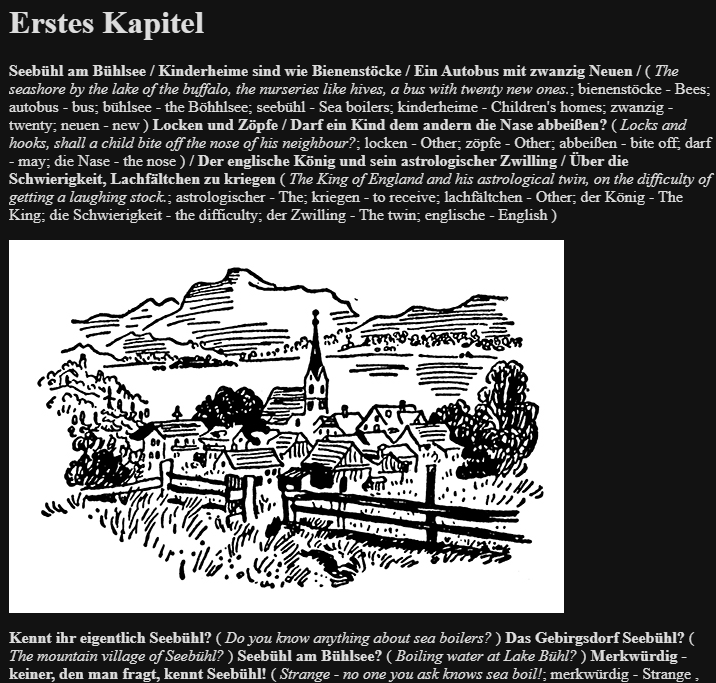 Erstes Kapitel
Seebühl am Bühlsee / Kinderheime sind wie Bienenstöcke / Ein Autobus mit zwanzig Neuen / ( The
seashore by the lake of the buffalo, the nurseries like hives, a bus with twenty new ones.; bienenstöcke - Bees;
autobus - bus; bühlsee - the Böhhlsee; seebühl - Sea boilers; kinderheime - Children's homes; zwanzig -
twenty; neuen - new ) Locken und Zöpfe / Darf ein Kind dem andern die Nase abbeißen? ( Locks and
hooks, shall a child bite off the nose of his neighbour?; locken - Other; zöpfe - Other; abbeißen - bite off; darf
- may; die Nase - the nose ) / Der englische König und sein astrologischer Zwilling / Über die
Schwierigkeit, Lachfältchen zu kriegen ( The King of England and his astrological twin, on the difficulty of
getting a laughing stock.; astrologischer - The; kriegen - to receive; lachfältchen - Other; der König - The
King; die Schwierigkeit - the difficulty; der Zwilling - The twin; englische - English )
Kennt ihr eigentlich Seebühl? ( Do you know anything about sea boilers? ) Das Gebirgsdorf Seebühl? (
The mountain village of Seebühl? ) Seebühl am Bühlsee? ( Boiling water at Lake Bühl? ) Merkwürdig -
keiner, den man fragt, kennt Seebühl! ( Strange - no one you ask knows sea boil!; merkwürdig - Strange ,